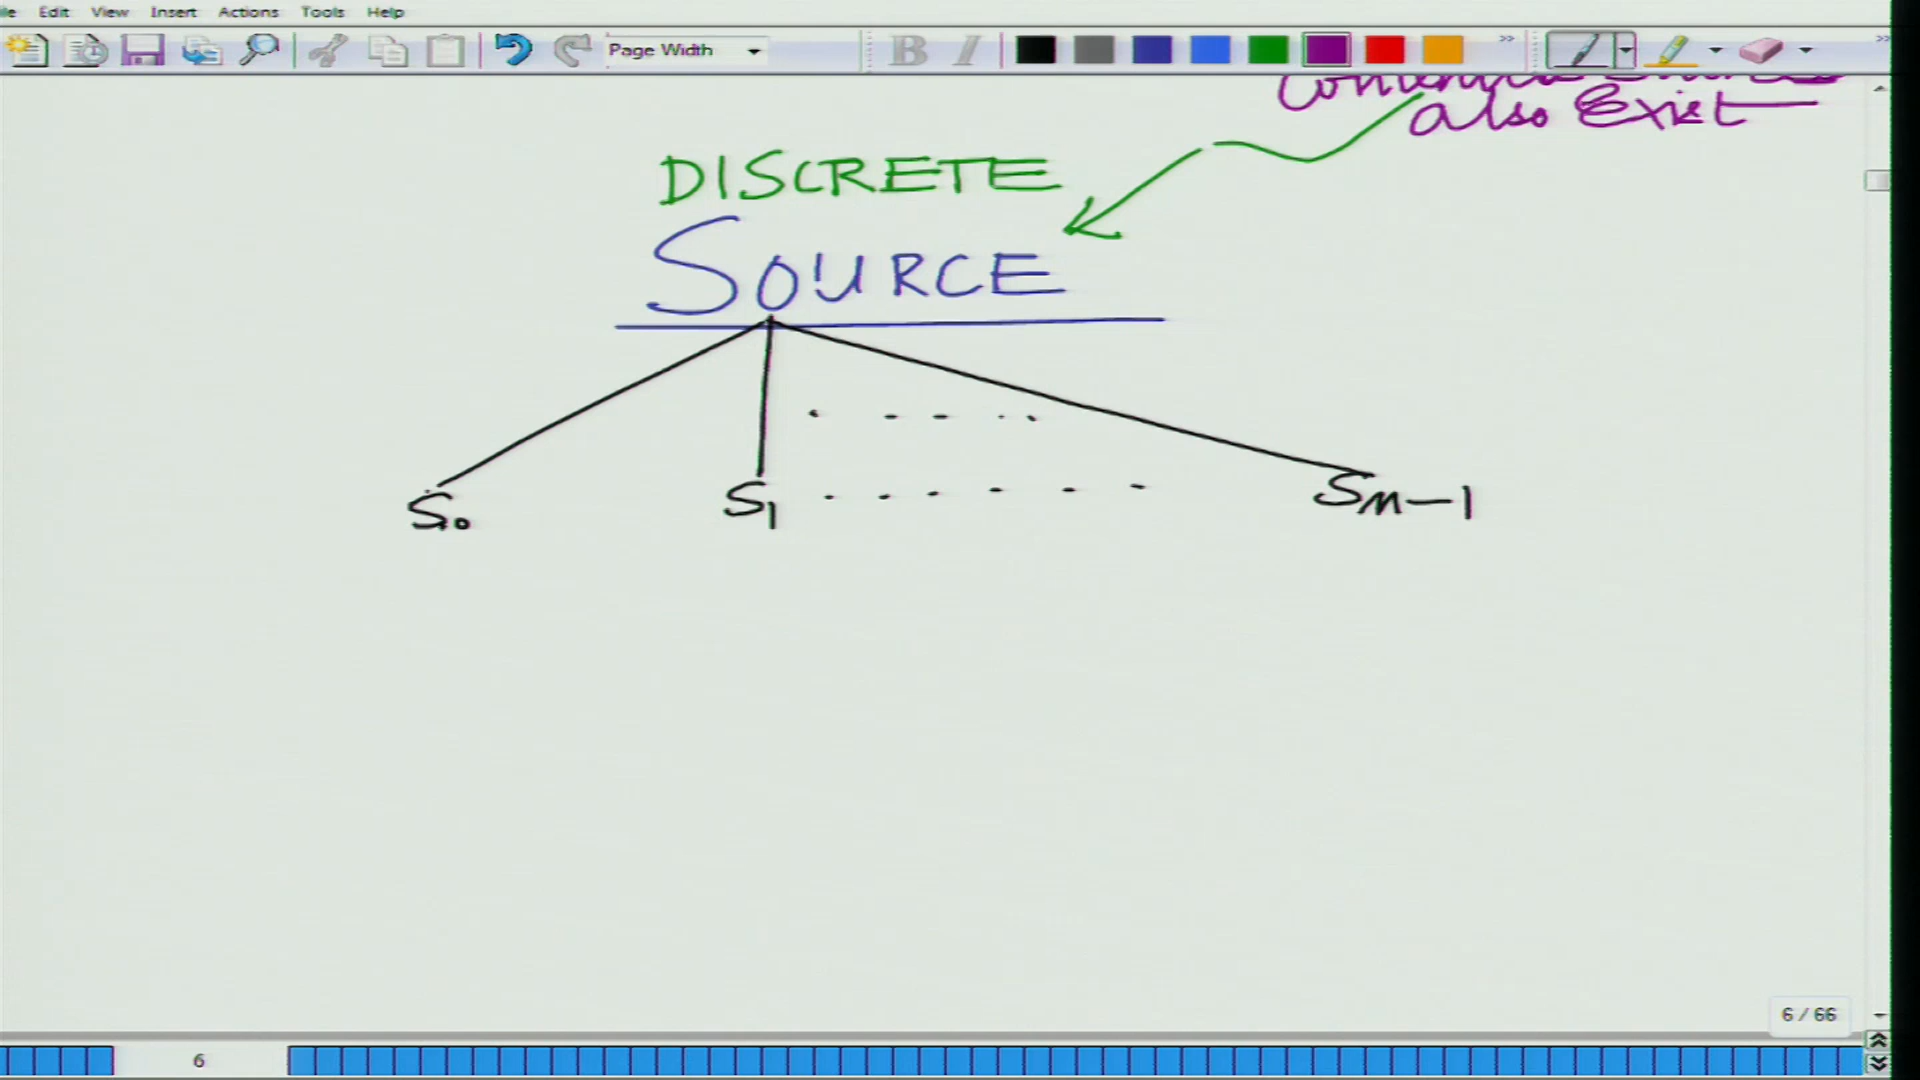 Edit View Insert Actions Tools Help
Page Width
B I
also Exist
DISCRETE
SOURCE
S0 S1 SM-1
6 / 66
6